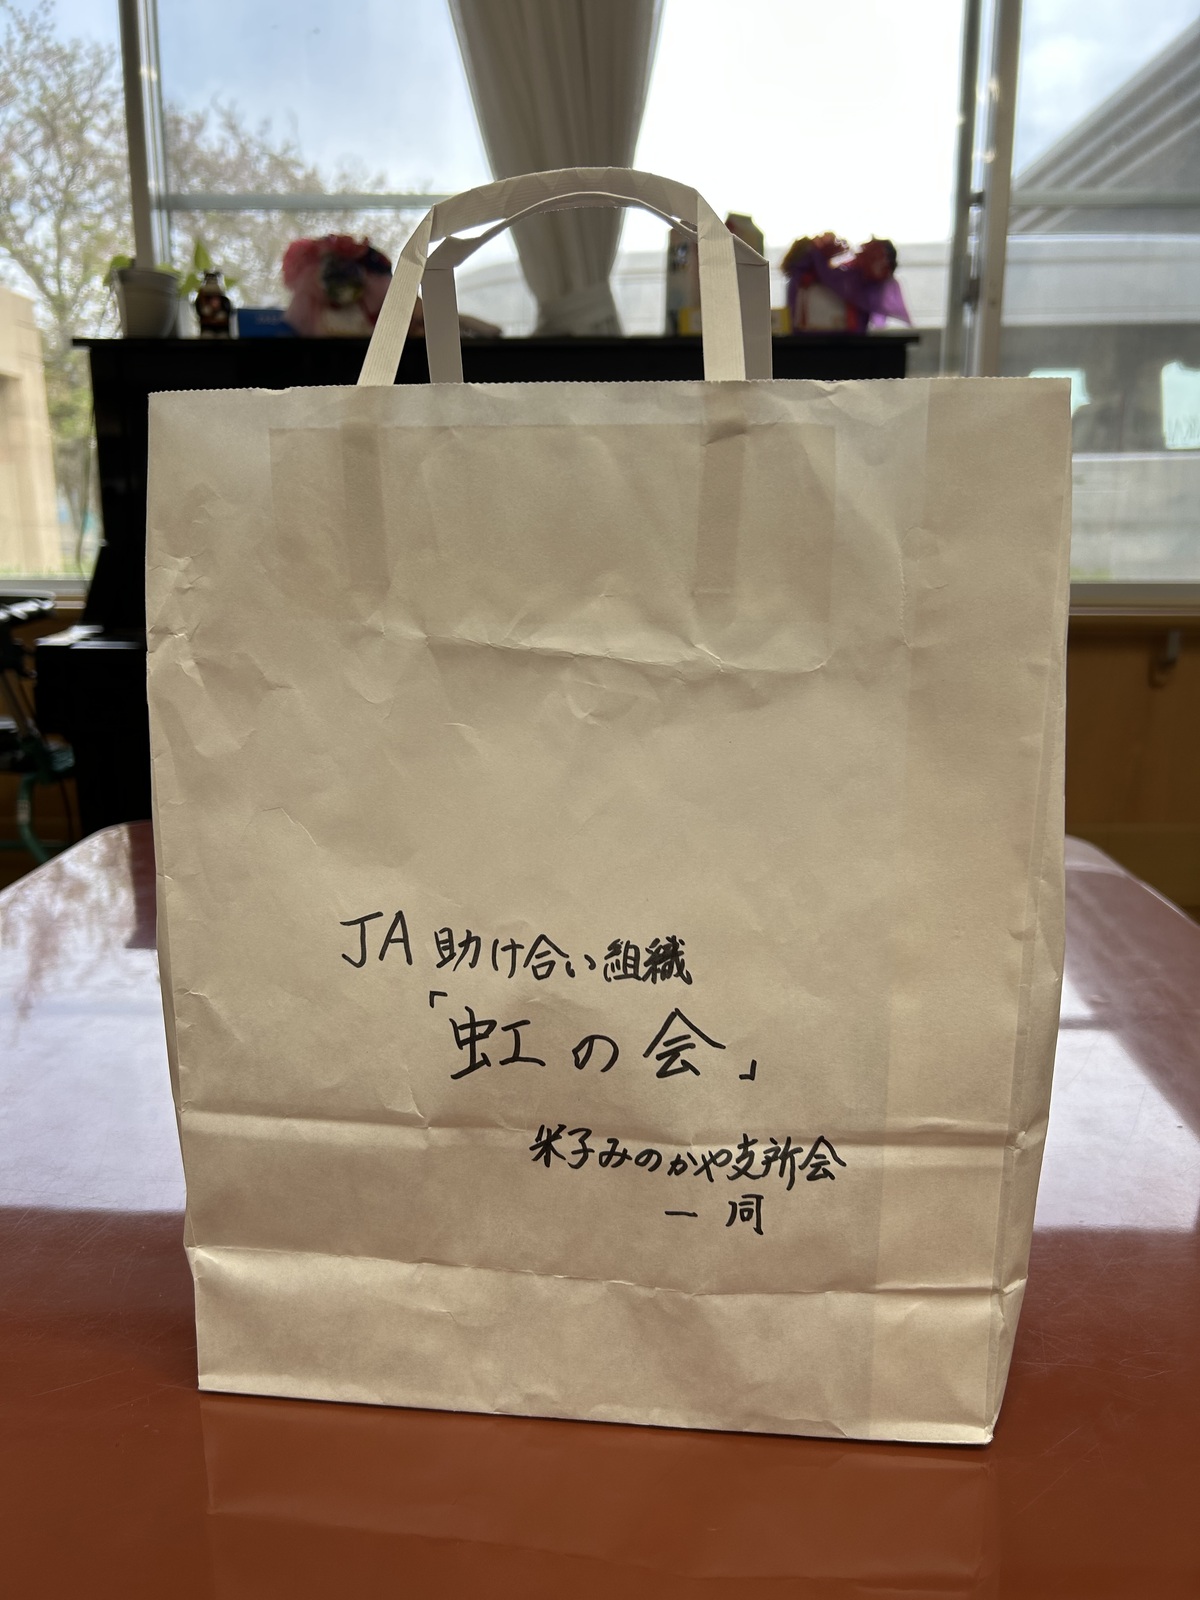 JA 助け合い組織
「虹の会」
米子みのかや支所会
一同